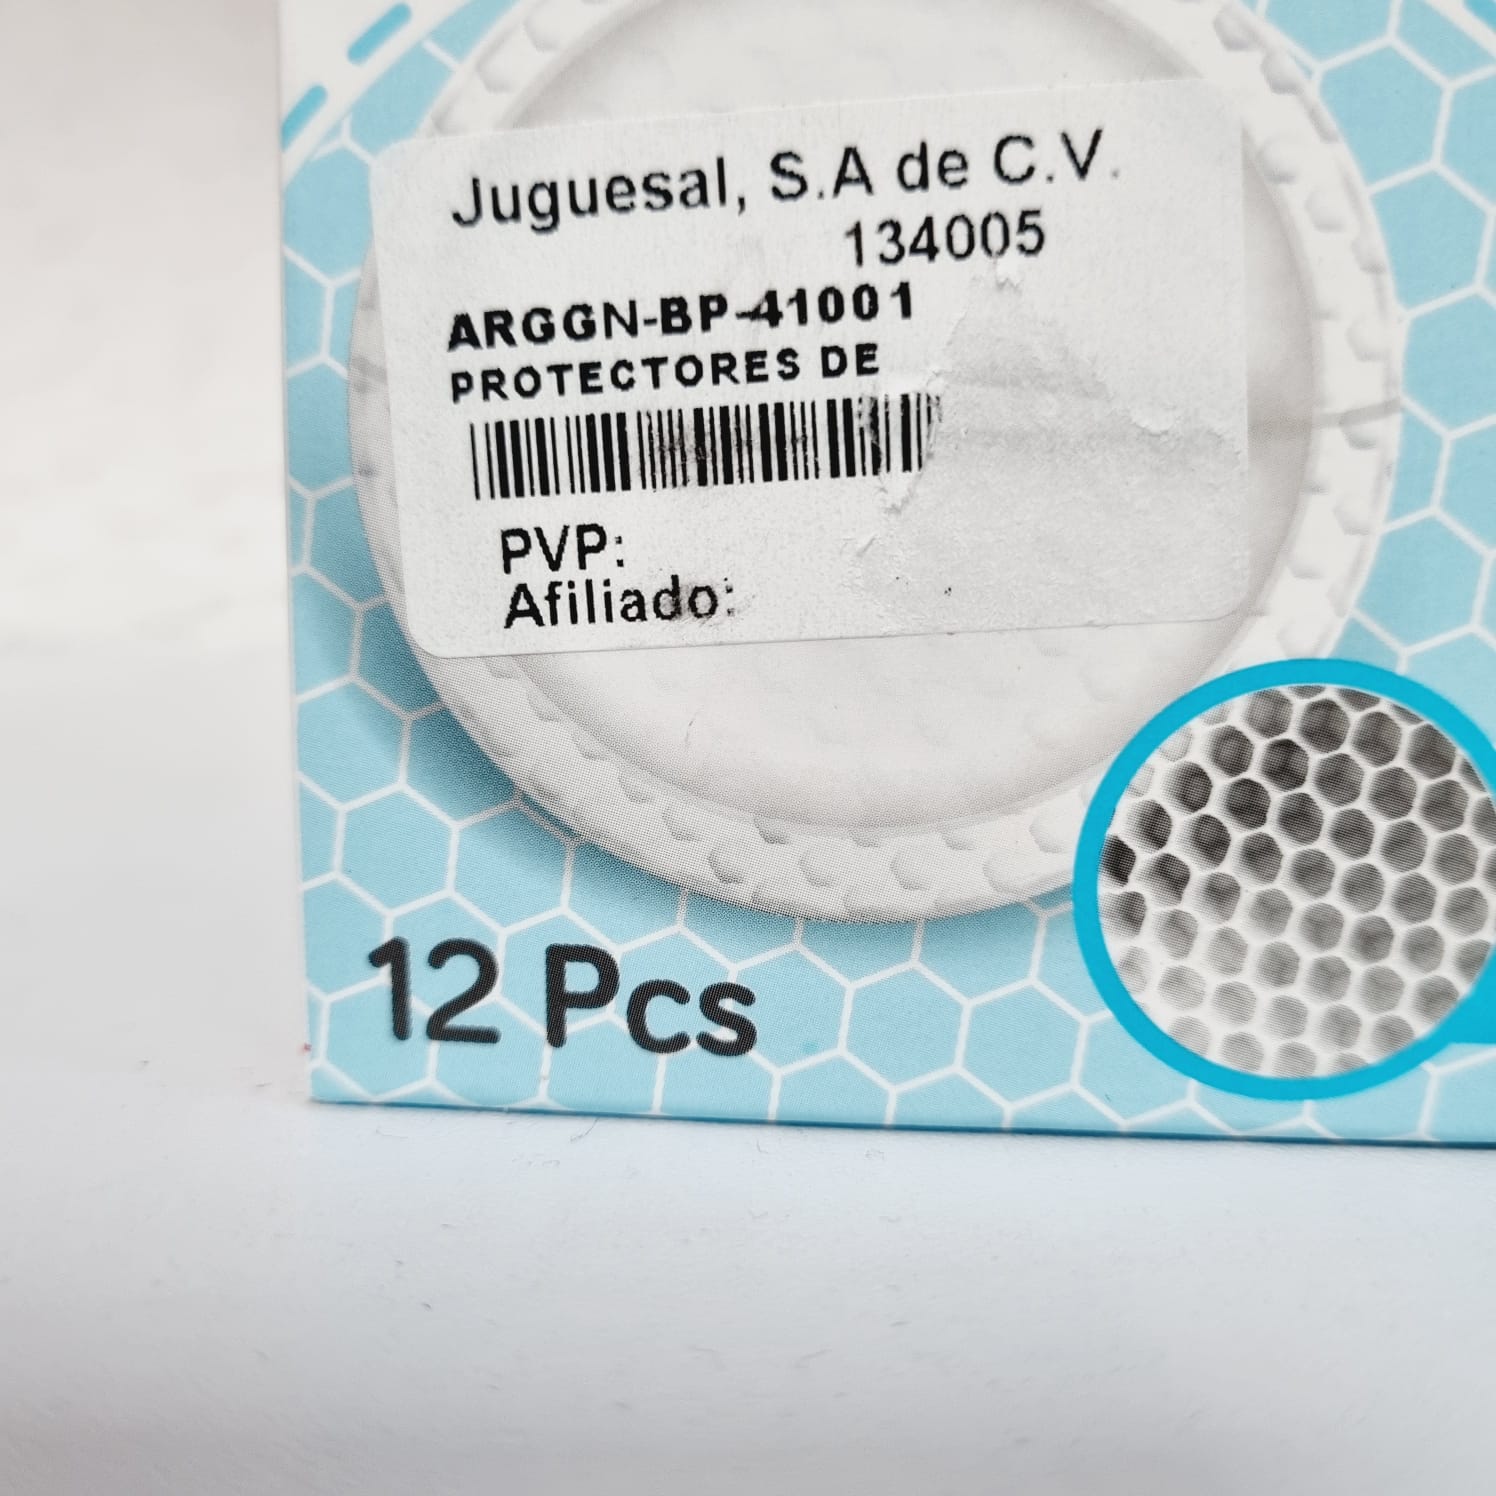 Juguesal, S.A de C.V.
134005
ARGGN-BP-41001
PROTECTORES DE
PVP:
Afiliado:
12 Pcs